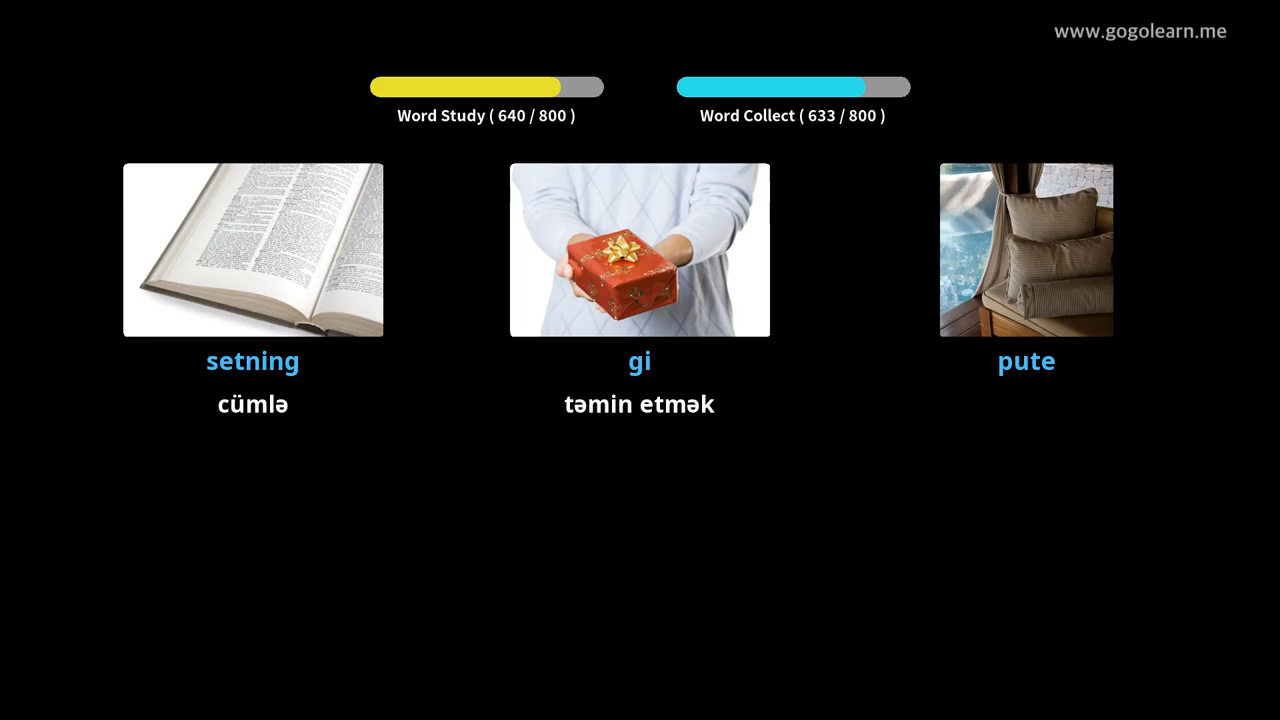 www.gogolearn.me
Word Study ( 640 / 800 )
Word Collect ( 633 / 800 )
setning
gi
pute
cümlə
təmin etmək